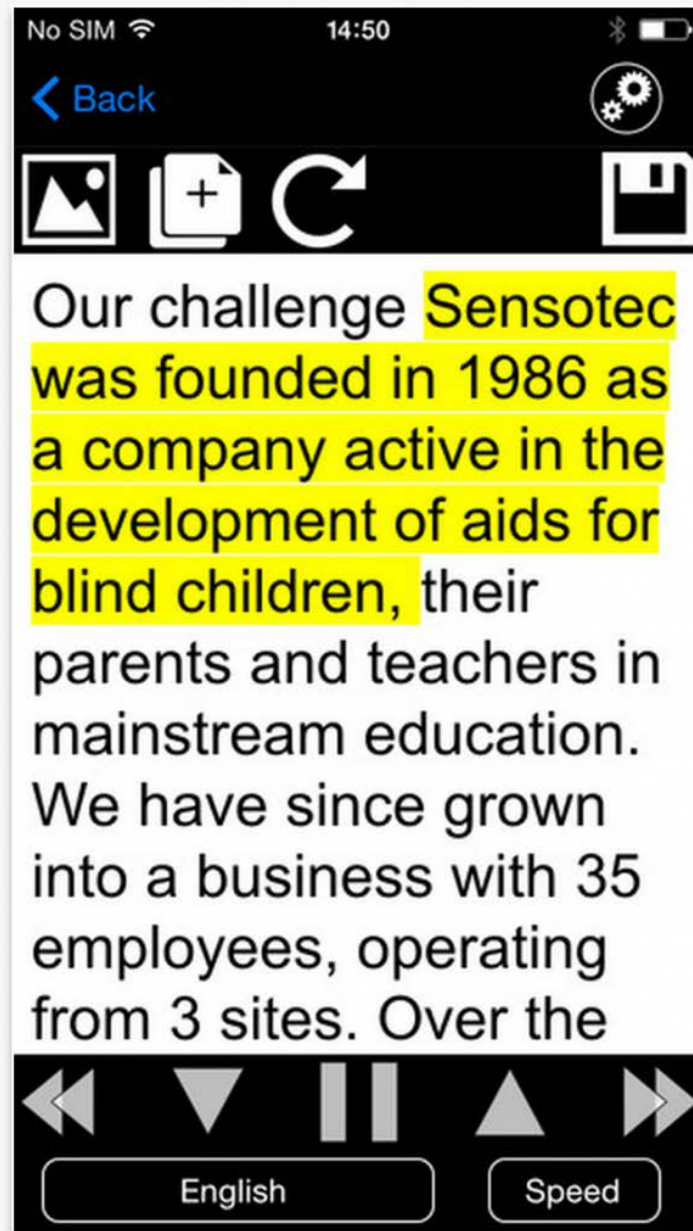 No SIM 14:50
Back
Our challenge Sensotec
was founded in 1986 as
a company active in the
development of aids for
blind children, their
parents and teachers in
mainstream education.
We have since grown
into a business with 35
employees, operating
from 3 sites. Over the
English Speed